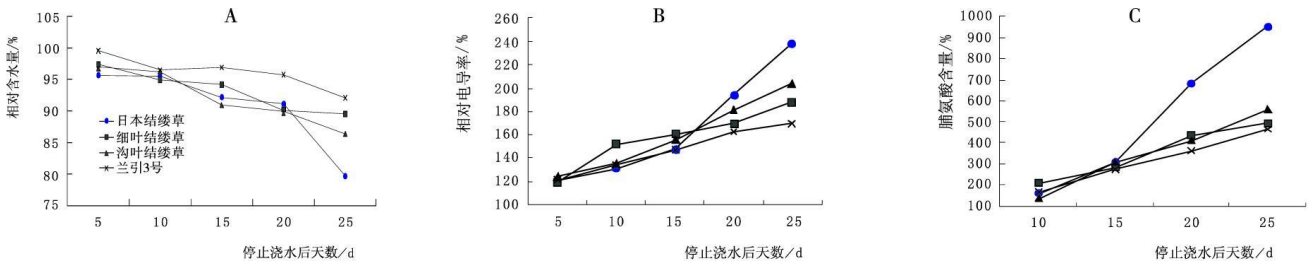 A
相对含水量/%
105
100
95
90
85
80
75
日本结缕草
细叶结缕草
沟叶结缕草
兰引3号
5 10 15 20 25
停止浇水后天数/d
B
相对电导率/%
260
240
220
200
180
160
140
120
100
5 10 15 20 25
停止浇水后天数/d
C
脯氨酸含量/%
1000
900
800
700
600
500
400
300
200
100
10 15 20 25
停止浇水后天数/d